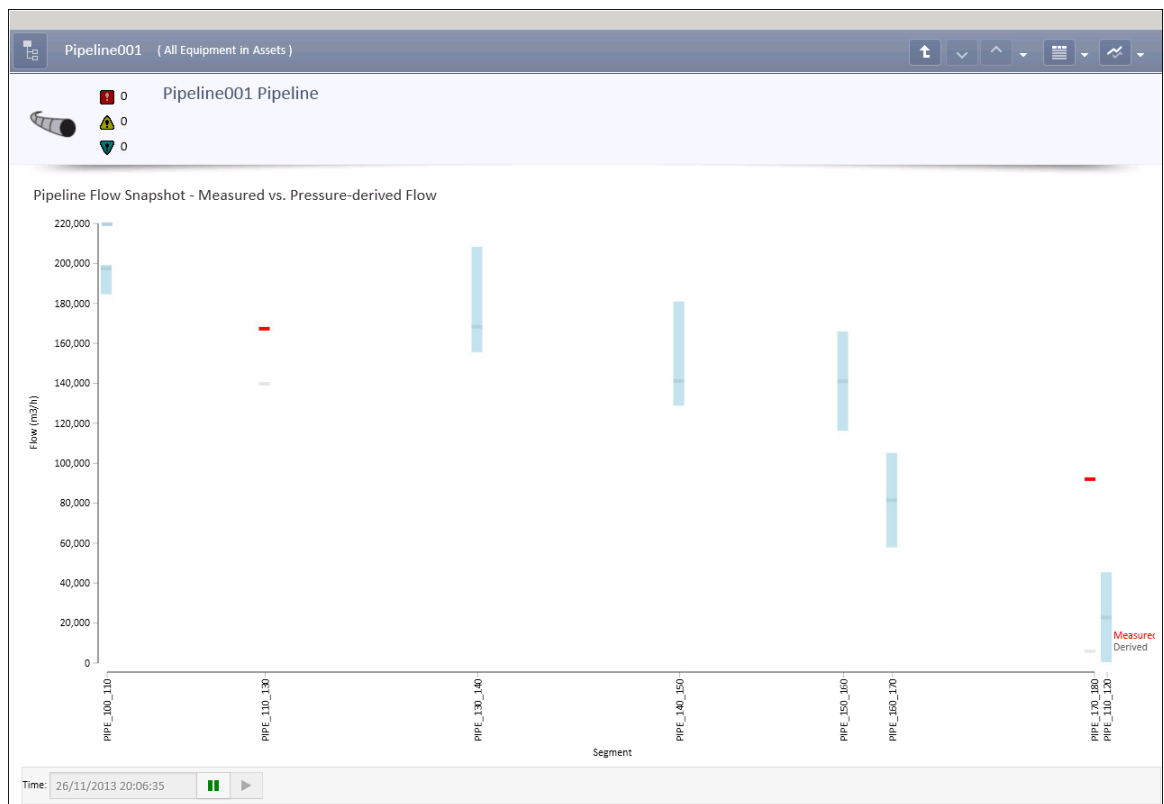 Pipeline001 ( All Equipment in Assets )
0
Pipeline001 Pipeline
0
0
Pipeline Flow Snapshot - Measured vs. Pressure-derived Flow
220,000
200,000
180,000
160,000
140,000
120,000
100,000
80,000
60,000
40,000
20,000
0
Flow (m3/h)
Measured
Derived
PIPE_100_110
PIPE_110_130
PIPE_130_140
PIPE_140_150
PIPE_150_160
PIPE_160_170
PIPE_170_180
PIPE_110_120
Segment
Time: 26/11/2013 20:06:35